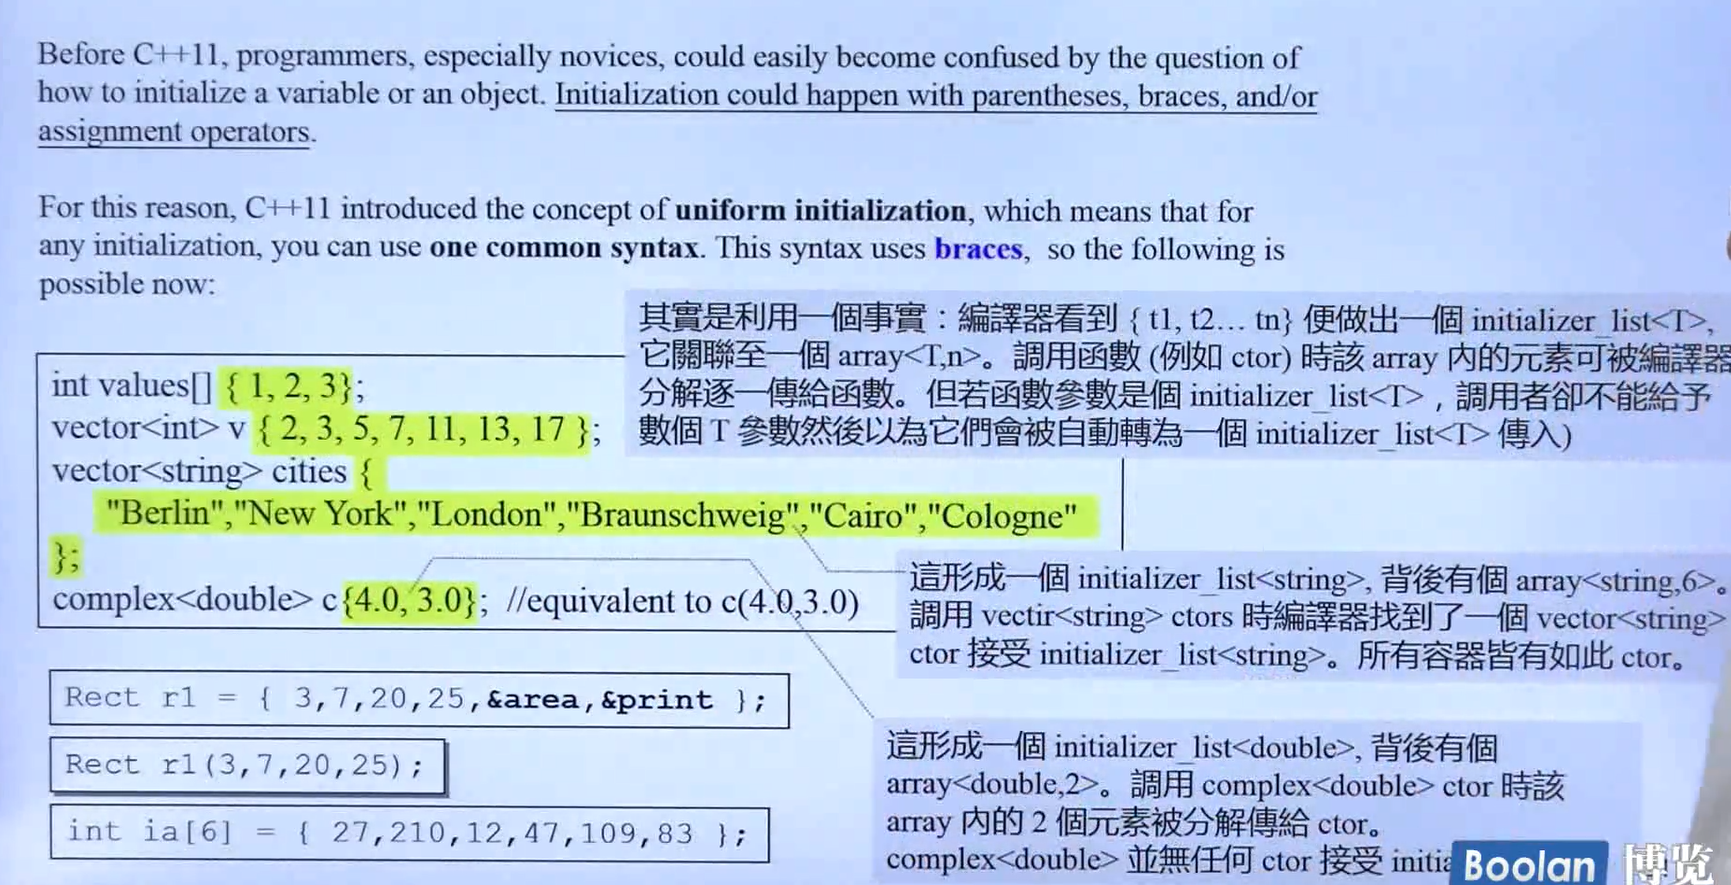 Before C++11, programmers, especially novices, could easily become confused by the question of
how to initialize a variable or an object. Initialization could happen with parentheses, braces, and/or
assignment operators.
For this reason, C++11 introduced the concept of uniform initialization, which means that for
any initialization, you can use one common syntax. This syntax uses braces, so the following is
possible now:
其實是利用一個事實：編譯器看到 { t1, t2... tn} 便做出一個 initializer_list<T>,
它關聯至一個 array<T,n>。調用函數 (例如 ctor) 時該 array 內的元素可被編譯器
分解逐一傳給函數。但若函數參數是個 initializer_list<T>，調用者卻不能給予
數個 T 參數然後以為它們會被自動轉為一個 initializer_list<T> 傳入)
int values[] { 1, 2, 3};
vector<int> v { 2, 3, 5, 7, 11, 13, 17 };
vector<string> cities {
"Berlin","New York","London","Braunschweig","Cairo","Cologne"
};
complex<double> c{4.0, 3.0}; //equivalent to c(4.0,3.0)
這形成一個 initializer_list<string>, 背後有個 array<string,6>。
調用 vectir<string> ctors 時編譯器找到了一個 vector<string>
ctor 接受 initializer_list<string>。所有容器皆有如此 ctor。
Rect r1 = { 3,7,20,25,&area,&print };
Rect r1(3,7,20,25);
int ia[6] = { 27,210,12,47,109,83 };
這形成一個 initializer_list<double>, 背後有個
array<double,2>。調用 complex<double> ctor 時該
array 內的 2 個元素被分解傳給 ctor。
complex<double> 並無任何 ctor 接受
Boolan 博览